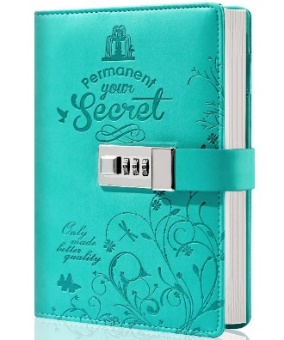 Permanent
your
Secret
Only
made
better
quality